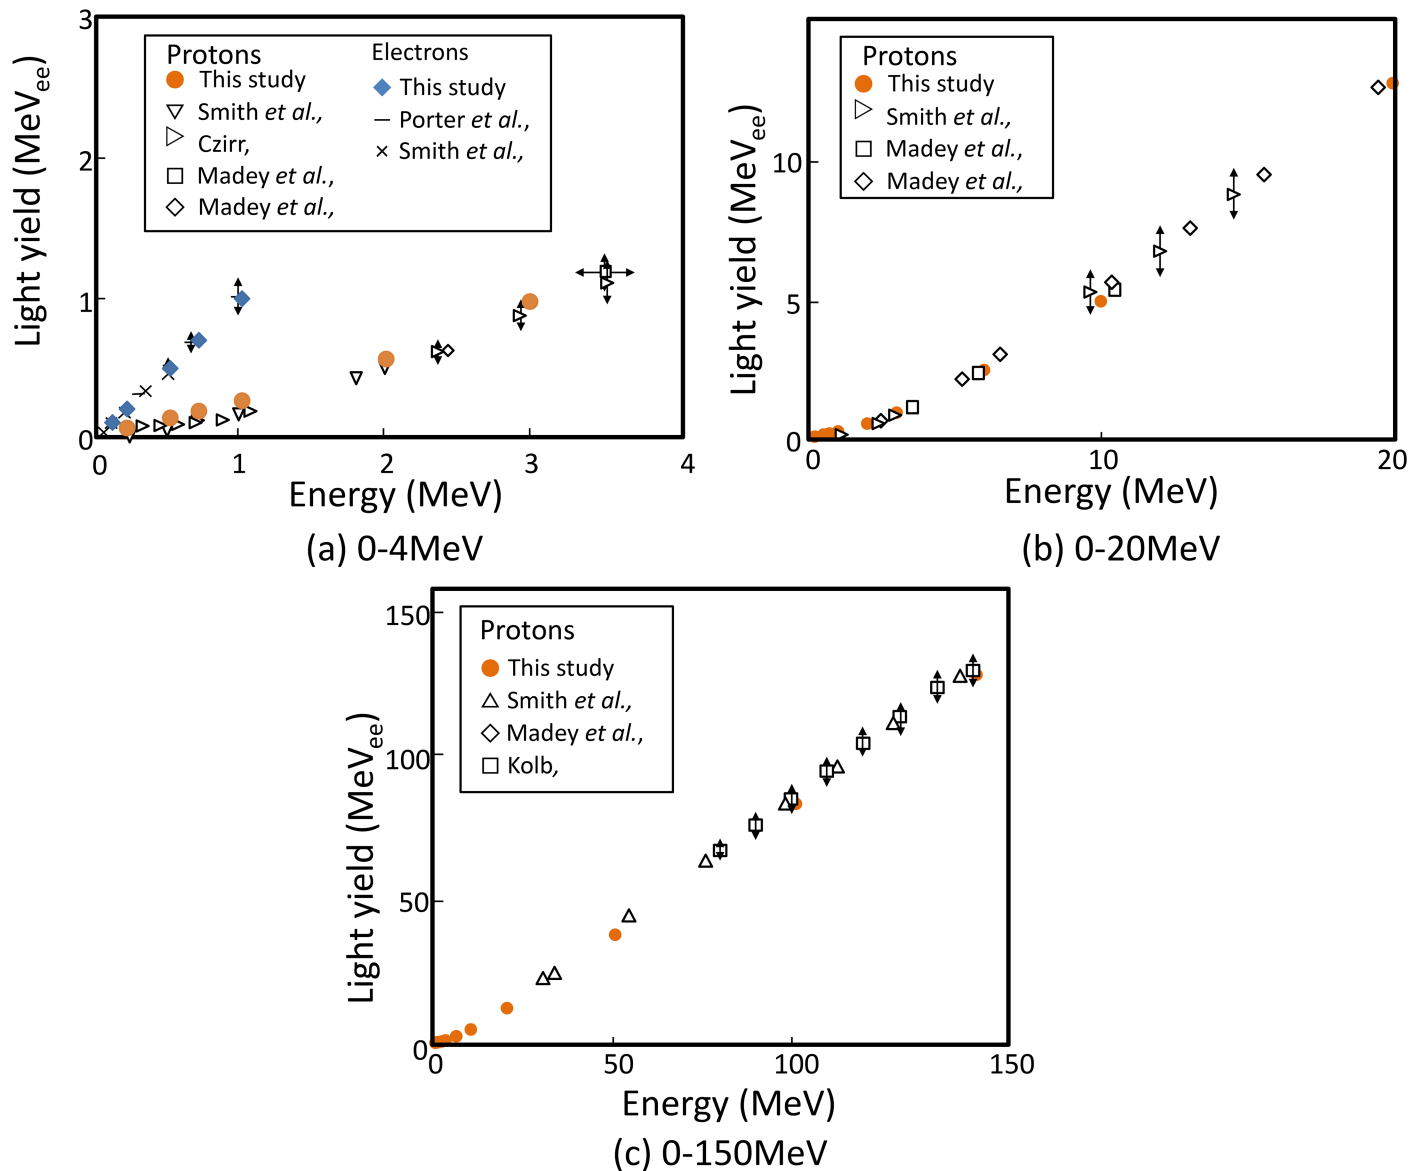 3
2
1
0
Light yield (MeVee)
Protons
This study
Smith et al.,
Czirr,
Madey et al.,
Madey et al.,
Electrons
This study
Porter et al.,
Smith et al.,
0
1
2
3
4
Energy (MeV)
(a) 0-4MeV
10
5
0
Light yield (MeVee)
Protons
This study
Smith et al.,
Madey et al.,
Madey et al.,
0
10
20
Energy (MeV)
(b) 0-20MeV
150
100
50
0
Light yield (MeVee)
Protons
This study
Smith et al.,
Madey et al.,
Kolb,
0
50
100
150
Energy (MeV)
(c) 0-150MeV